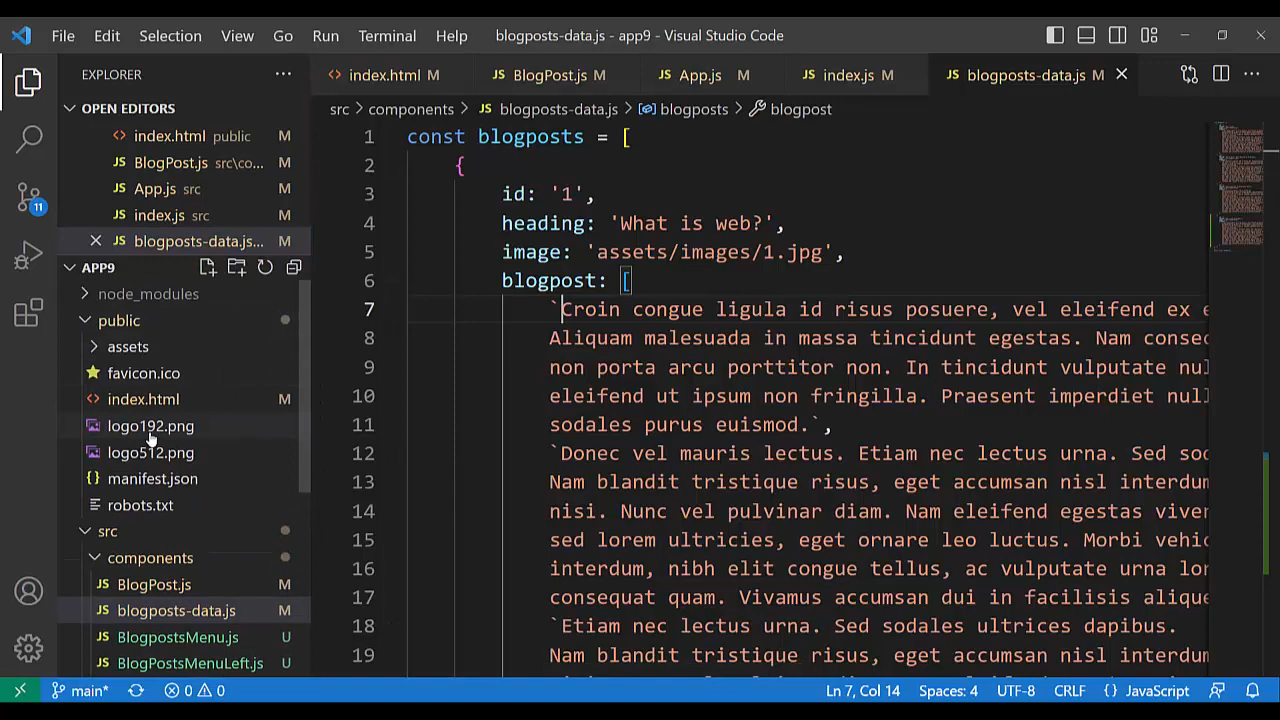 File Edit Selection View Go Run Terminal Help blogposts-data.js - app9 - Visual Studio Code
EXPLORER
index.html M BlogPost.js M App.js M index.js M blogposts-data.js M
src > components > JS blogposts-data.js > blogposts > blogpost
OPEN EDITORS
index.html public M
JS BlogPost.js src\co... M
JS App.js src M
JS index.js src M
JS blogposts-data.js... M
APP9
node_modules
public
assets
favicon.ico
index.html M
logo192.png
logo512.png
manifest.json
robots.txt
src
components
JS BlogPost.js M
JS blogposts-data.js M
JS BlogpostsMenu.js U
JS BlogPostsMenuLeft.js U
11
1 const blogposts = [
2 {
3 id: '1',
4 heading: 'What is web?',
5 image: 'assets/images/1.jpg',
6 blogpost: [
7 `Croin congue ligula id risus posuere, vel eleifend ex
8 Aliquam malesuada in massa tincidunt egestas. Nam
9 non porta arcu porttitor non. In tincidunt vulputate
10 eleifend ut ipsum non fringilla. Praesent imperdiet
11 sodales purus euismod.`,
12 `Donec vel mauris lectus. Etiam nec lectus urna. Sed
13 Nam blandit tristique risus, eget accumsan nisl
14 nisi. Nunc vel pulvinar diam. Nam eleifend egestas
15 sed lorem ultricies, eget ornare leo luctus. Morbi
16 interdum, nibh elit congue tellus, ac vulputate urna
17 consequat quam. Vivamus accumsan dui in facilisis
18 `Etiam nec lectus urna. Sed sodales ultrices dapibus.
19 Nam blandit tristique risus, eget accumsan nisl
main* 0 0 Ln 7, Col 14 Spaces: 4 UTF-8 CRLF {} JavaScript